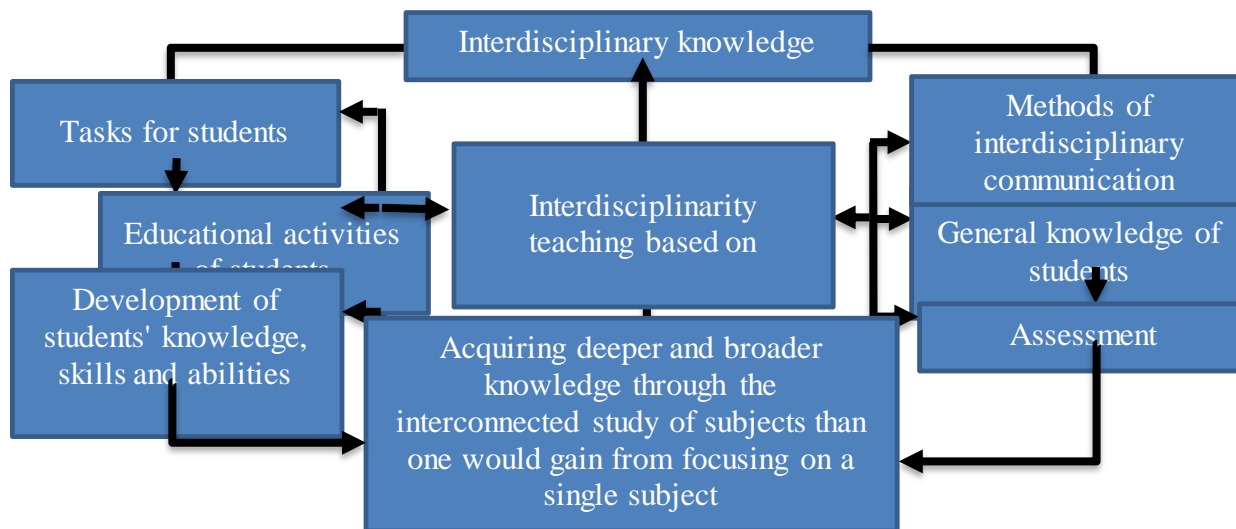 Interdisciplinary knowledge
Tasks for students
Educational activities
of students
Development of
students' knowledge,
skills and abilities
Interdisciplinarity
teaching based on
Methods of
interdisciplinary
communication
General knowledge of
students
Assessment
Acquiring deeper and broader
knowledge through the
interconnected study of subjects than
one would gain from focusing on a
single subject